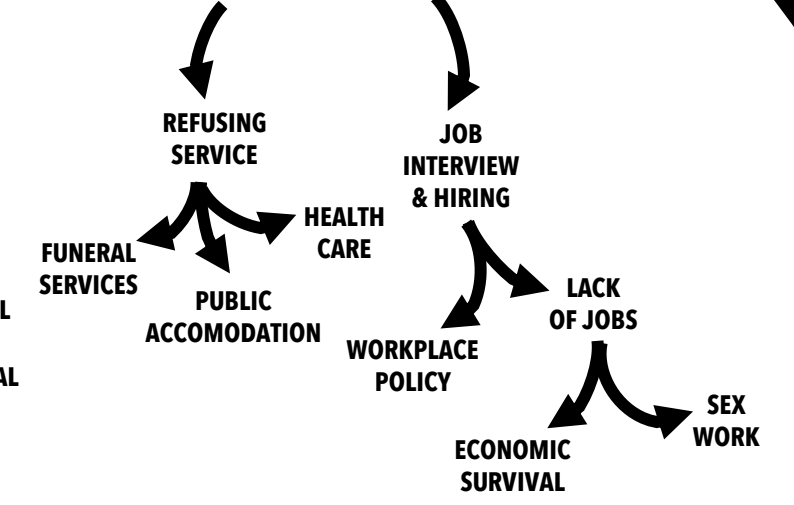 REFUSING
SERVICE
JOB
INTERVIEW
& HIRING
HEALTH
CARE
FUNERAL
SERVICES
PUBLIC
ACCOMODATION
L
AL
LACK
OF JOBS
WORKPLACE
POLICY
SEX
WORK
ECONOMIC
SURVIVAL